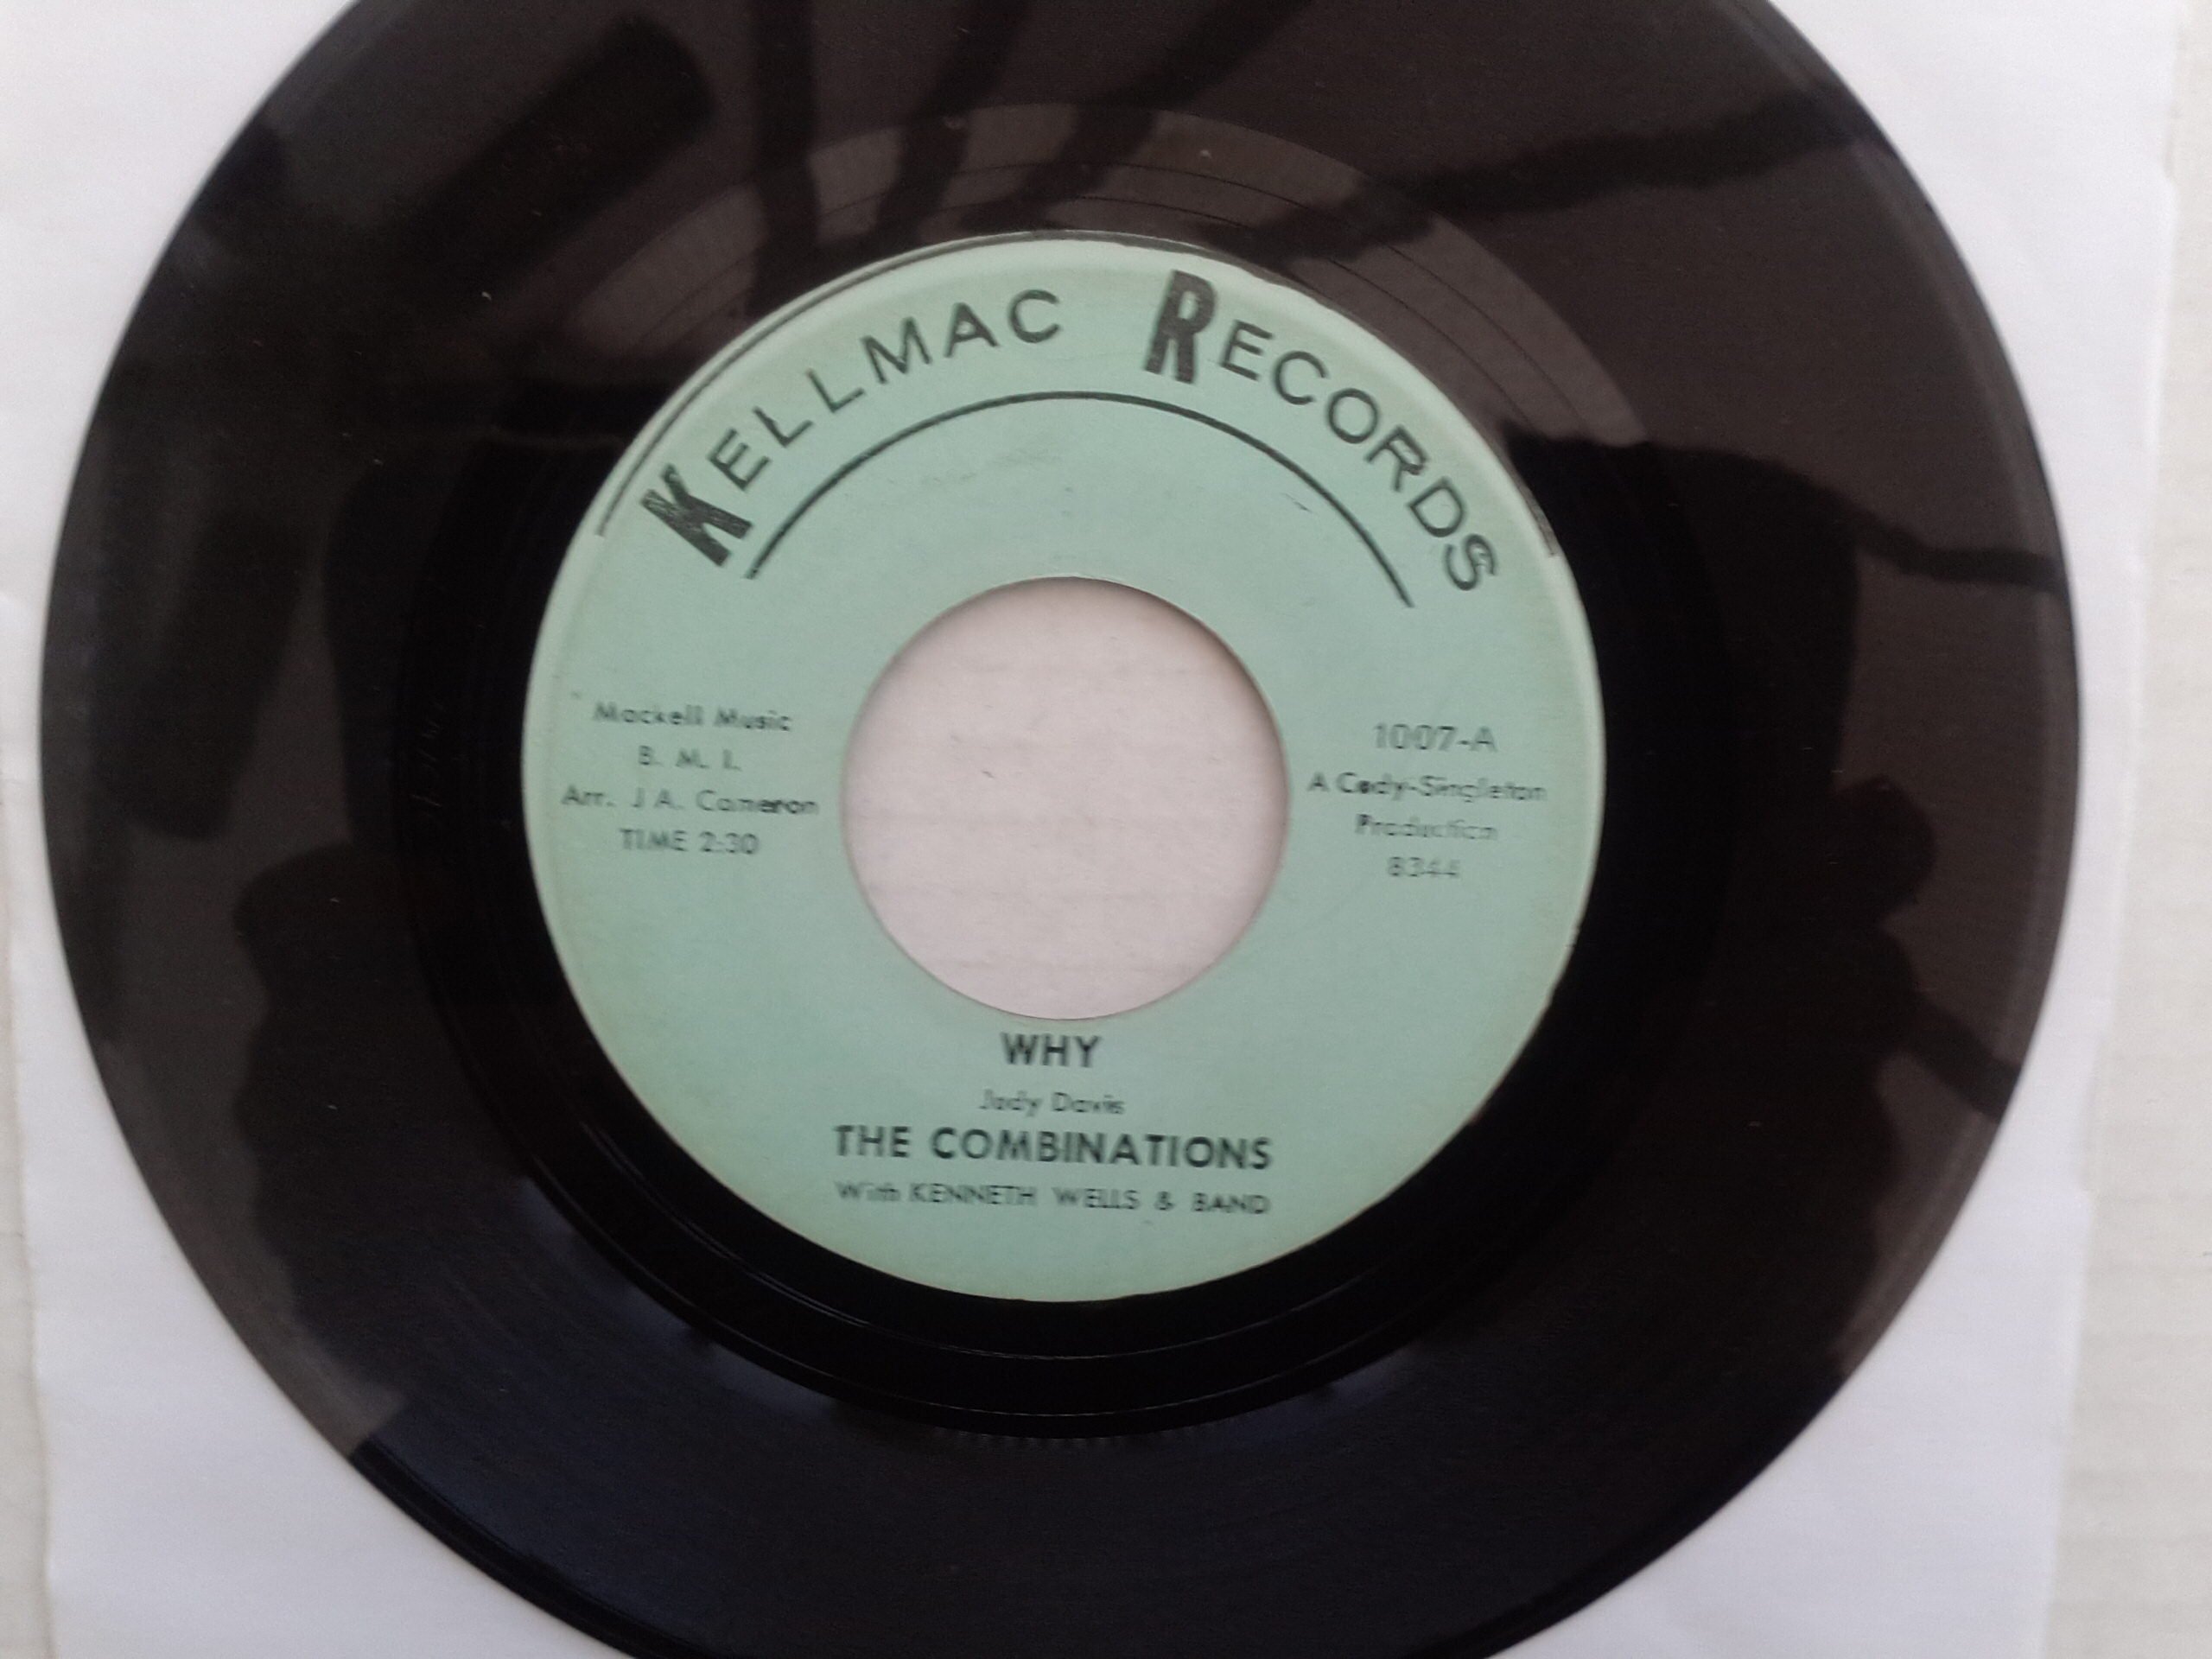 KELLMAC RECORDS
Mackell Music
B. M. I.
Arr. J A. Cameron
TIME 2:30
1007-A
A Cody-Singleton
Production
8344
WHY
Jody Davis
THE COMBINATIONS
With KENNETH WELLS & BAND